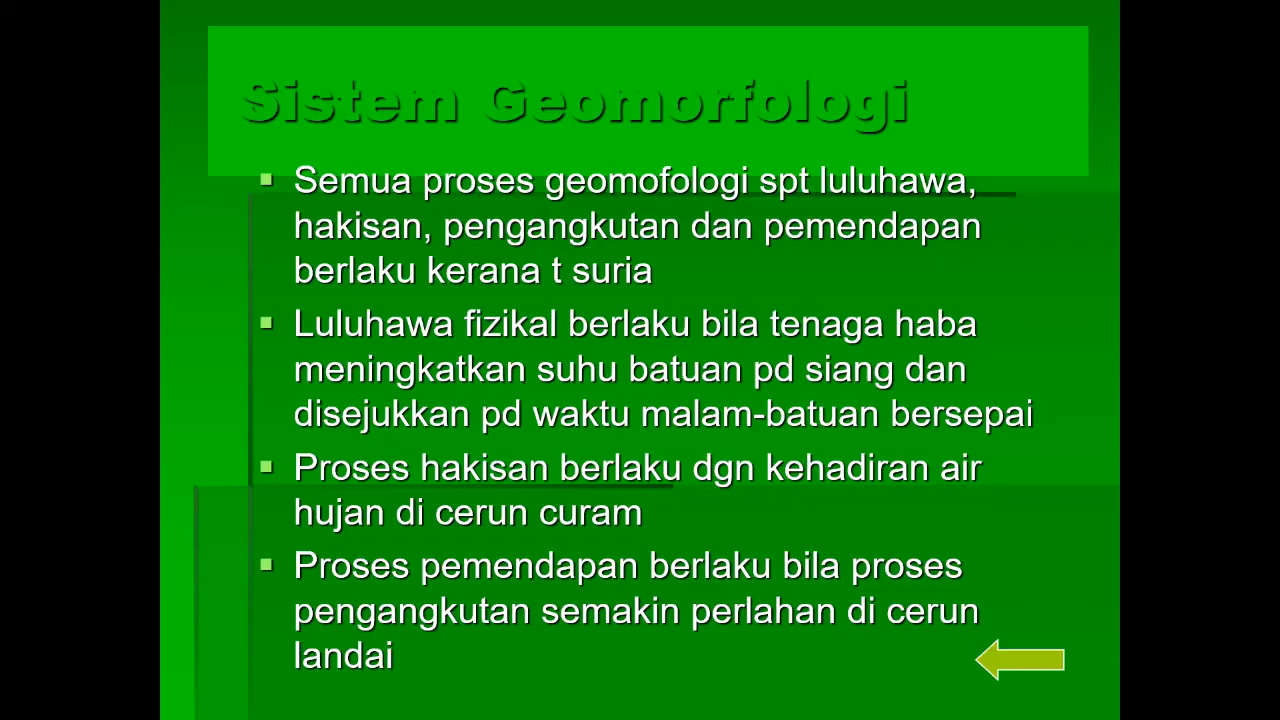 Sistem Geomorfologi
Semua proses geomofologi spt luluhawa,
hakisan, pengangkutan dan pemendapan
berlaku kerana t suria
Luluhawa fizikal berlaku bila tenaga haba
meningkatkan suhu batuan pd siang dan
disejukkan pd waktu malam-batuan bersepai
Proses hakisan berlaku dgn kehadiran air
hujan di cerun curam
Proses pemendapan berlaku bila proses
pengangkutan semakin perlahan di cerun
landai